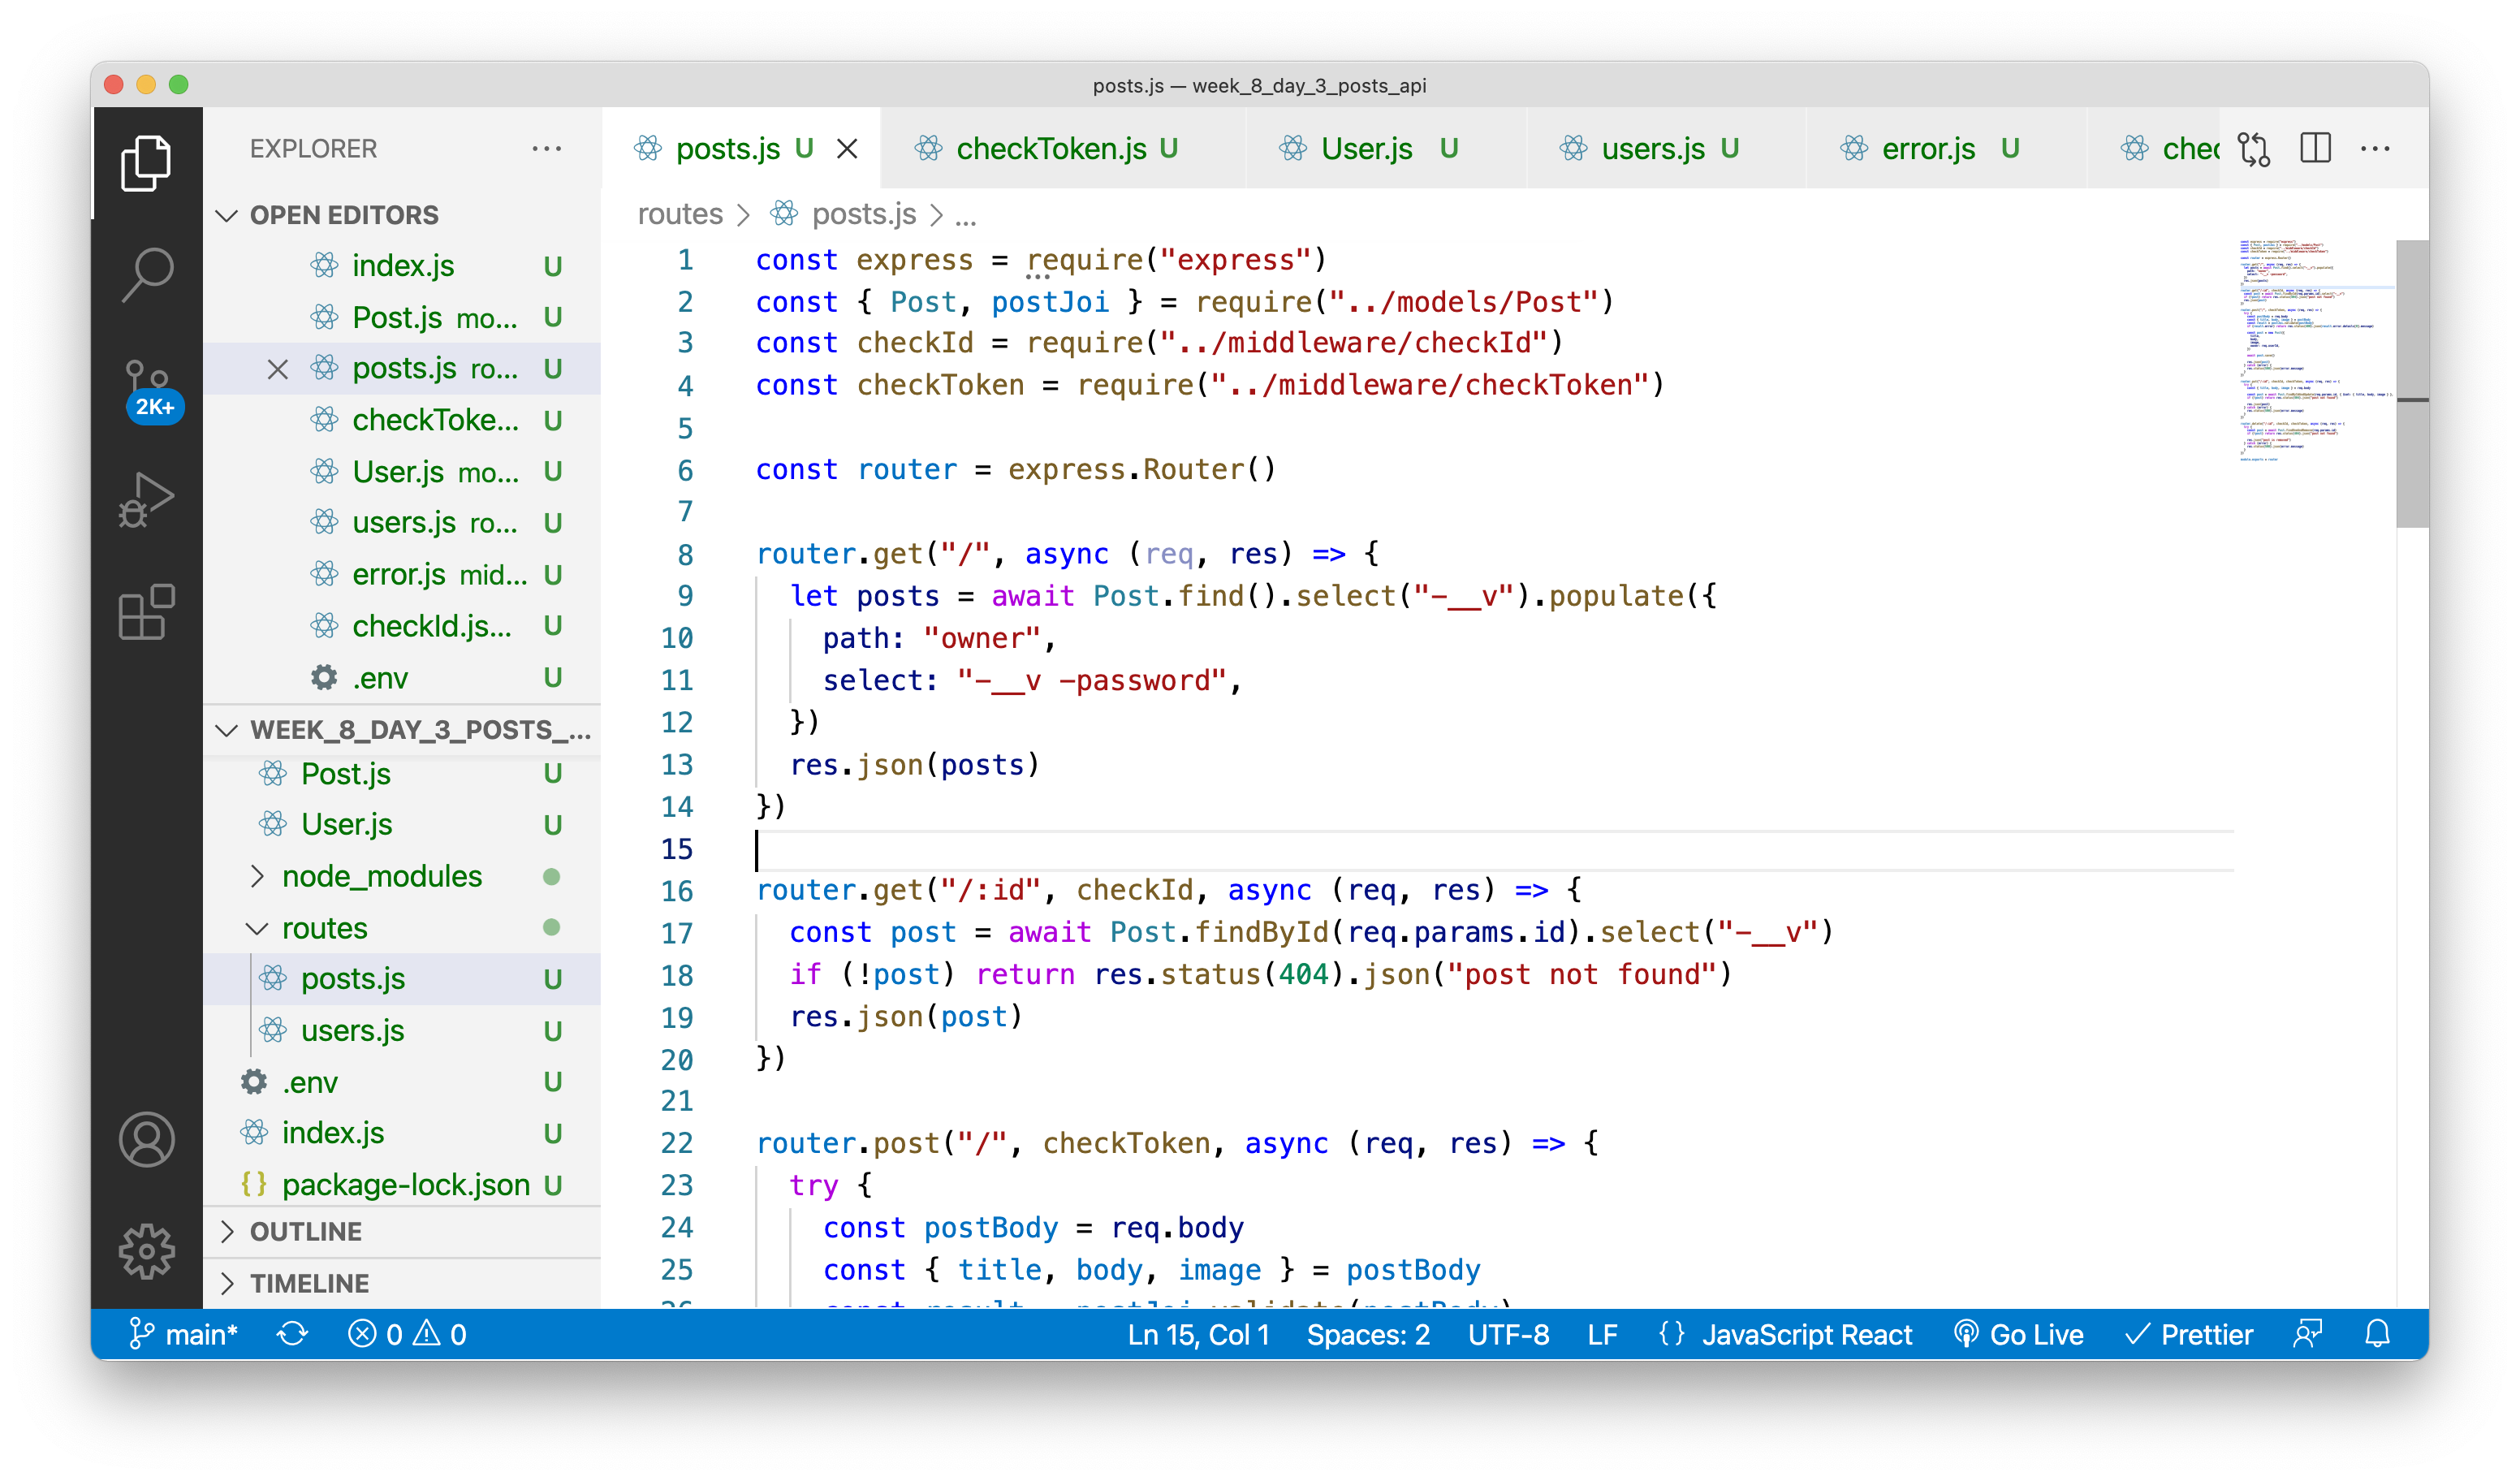 posts.js — week_8_day_3_posts_api
EXPLORER
posts.js U
checkToken.js U
User.js U
users.js U
error.js U
routes > posts.js > ...
OPEN EDITORS
index.js U
Post.js mo... U
posts.js ro... U
checkToke... U
User.js mo... U
users.js ro... U
error.js mid... U
checkId.js... U
.env U
WEEK_8_DAY_3_POSTS_...
Post.js U
User.js U
node_modules
routes
posts.js U
users.js U
.env U
index.js U
package-lock.json U
OUTLINE
TIMELINE
2K+
1 const express = require("express")
2 const { Post, postJoi } = require("../models/Post")
3 const checkId = require("../middleware/checkId")
4 const checkToken = require("../middleware/checkToken")
5
6 const router = express.Router()
7
8 router.get("/", async (req, res) => {
9 let posts = await Post.find().select("-__v").populate({
10 path: "owner",
11 select: "-__v -password",
12 })
13 res.json(posts)
14 })
15
16 router.get("/:id", checkId, async (req, res) => {
17 const post = await Post.findById(req.params.id).select("-__v")
18 if (!post) return res.status(404).json("post not found")
19 res.json(post)
20 })
21
22 router.post("/", checkToken, async (req, res) => {
23 try {
24 const postBody = req.body
25 const { title, body, image } = postBody
main* 0 0 Ln 15, Col 1 Spaces: 2 UTF-8 LF {} JavaScript React Go Live Prettier